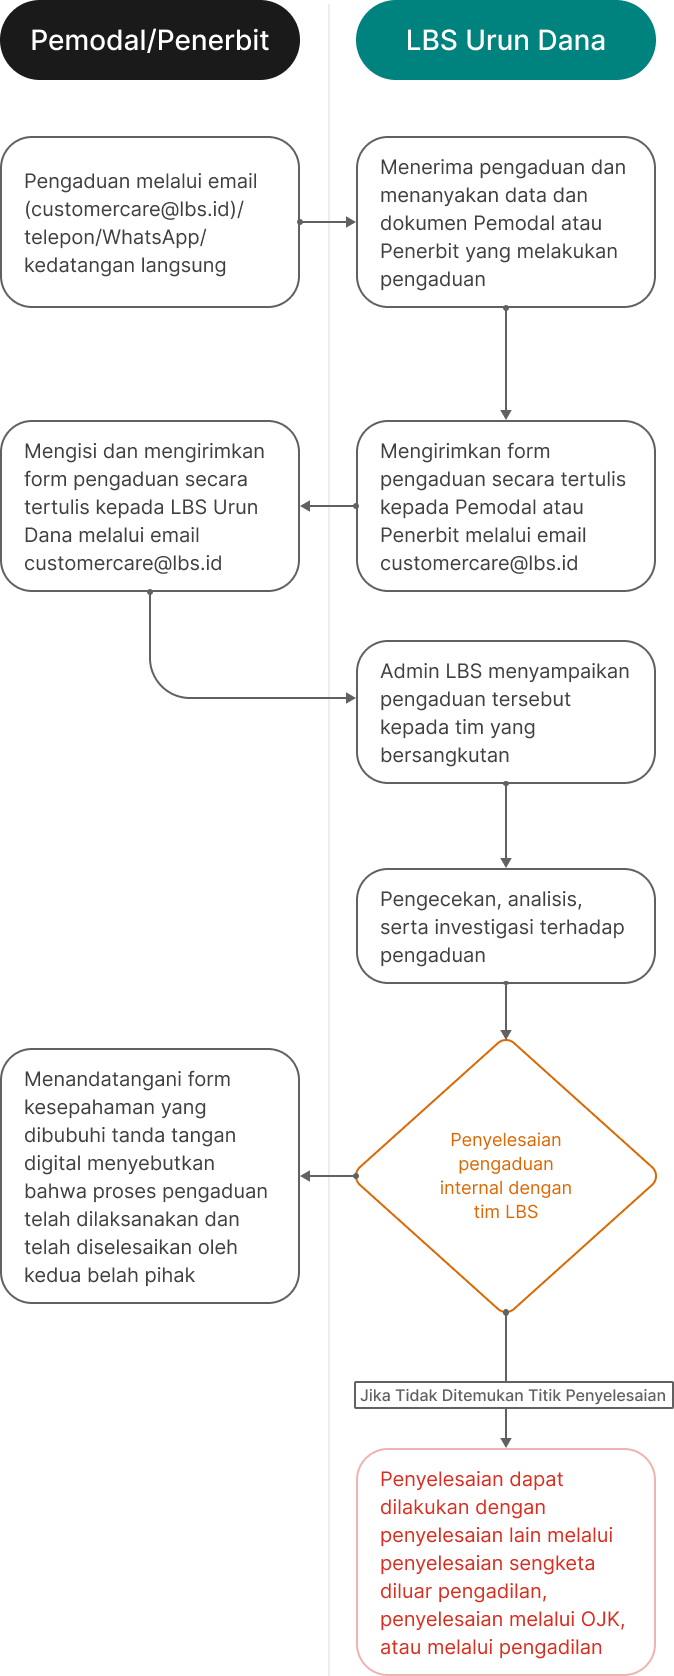 Pemodal/Penerbit
LBS Urun Dana
Pengaduan melalui email
(customercare@lbs.id)/
telepon/WhatsApp/
kedatangan langsung
Menerima pengaduan dan
menanyakan data dan
dokumen Pemodal atau
Penerbit yang melakukan
pengaduan
Mengirimkan form
pengaduan secara tertulis
kepada Pemodal atau
Penerbit melalui email
customercare@lbs.id
Mengisi dan mengirimkan
form pengaduan secara
tertulis kepada LBS Urun
Dana melalui email
customercare@lbs.id
Admin LBS menyampaikan
pengaduan tersebut
kepada tim yang
bersangkutan
Pengecekan, analisis,
serta investigasi terhadap
pengaduan
Penyelesaian
pengaduan
internal dengan
tim LBS
Menandatangani form
kesepahaman yang
dibubuhi tanda tangan
digital menyebutkan
bahwa proses pengaduan
telah dilaksanakan dan
telah diselesaikan oleh
kedua belah pihak
Jika Tidak Ditemukan Titik Penyelesaian
Penyelesaian dapat
dilakukan dengan
penyelesaian lain melalui
penyelesaian sengketa
diluar pengadilan,
penyelesaian melalui OJK,
atau melalui pengadilan